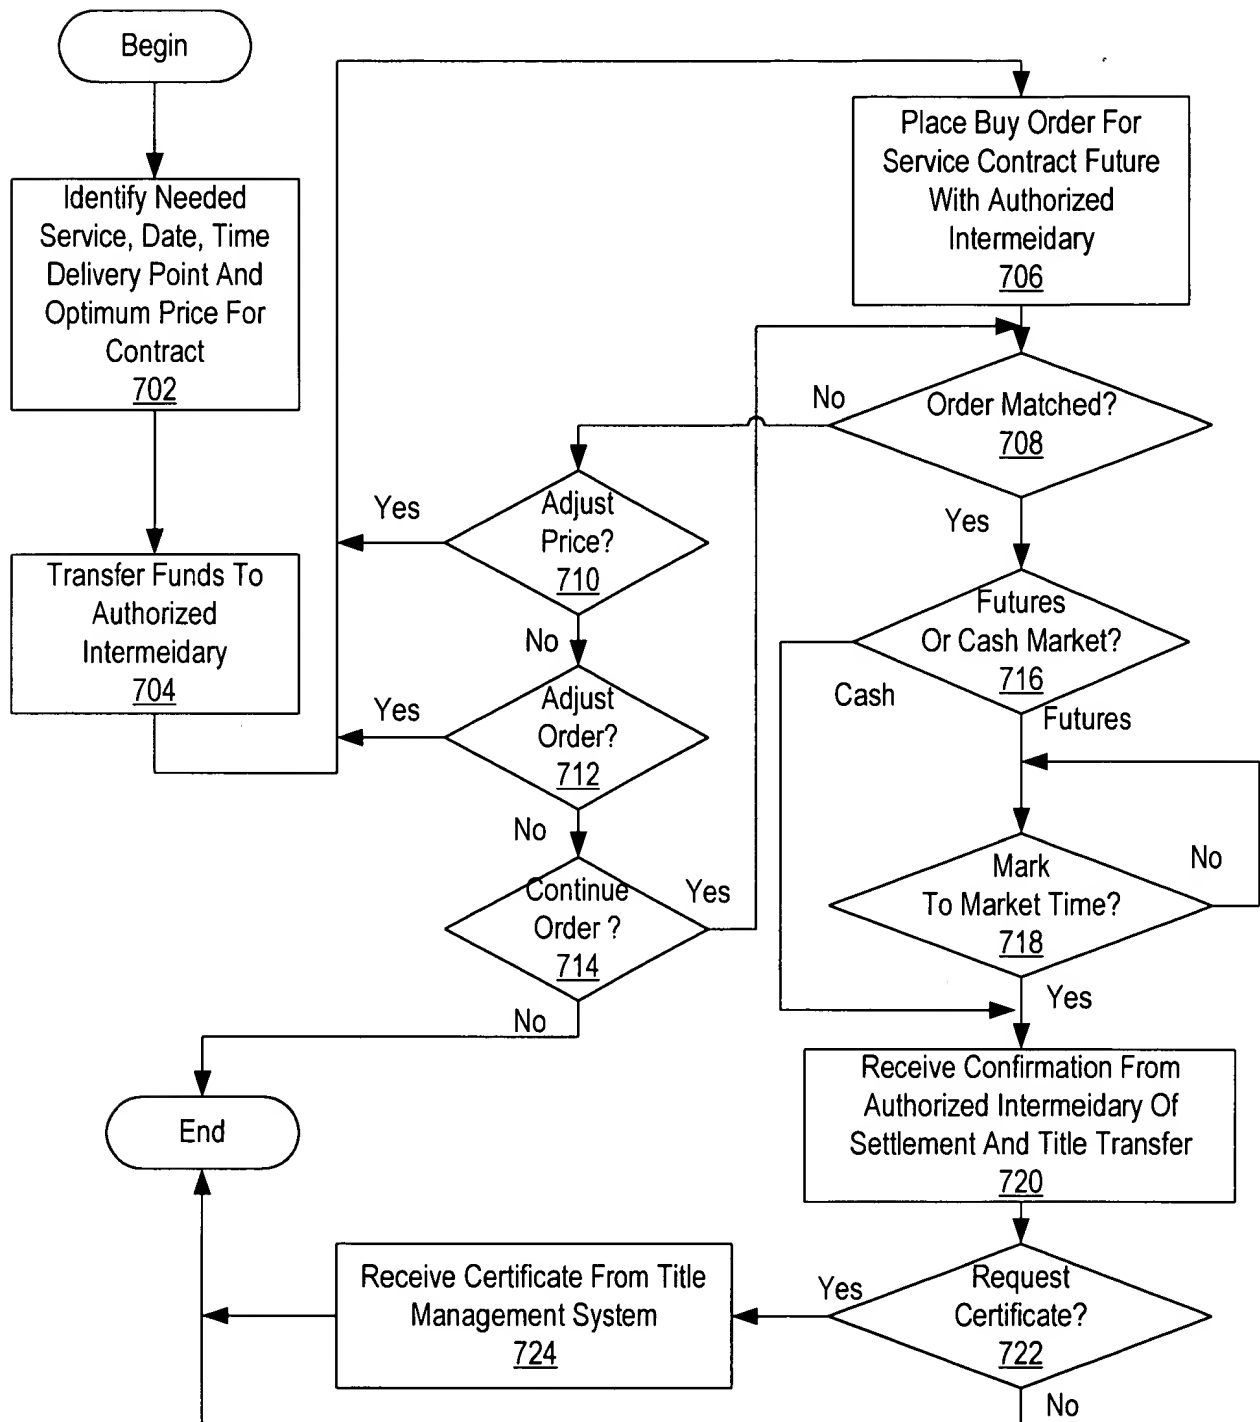 Begin
Identify Needed
Service, Date, Time
Delivery Point And
Optimum Price For
Contract
702
Transfer Funds To
Authorized
Intermeidary
704
Place Buy Order For
Service Contract Future
With Authorized
Intermeidary
706
Order Matched?
708
No
Yes
Adjust
Price?
710
Yes
No
Adjust
Order?
712
Yes
No
Continue
Order ?
714
Yes
No
Futures
Or Cash Market?
716
Cash
Futures
Mark
To Market Time?
718
No
Yes
Receive Confirmation From
Authorized Intermeidary Of
Settlement And Title Transfer
720
Request
Certificate?
722
Yes
No
Receive Certificate From Title
Management System
724
End